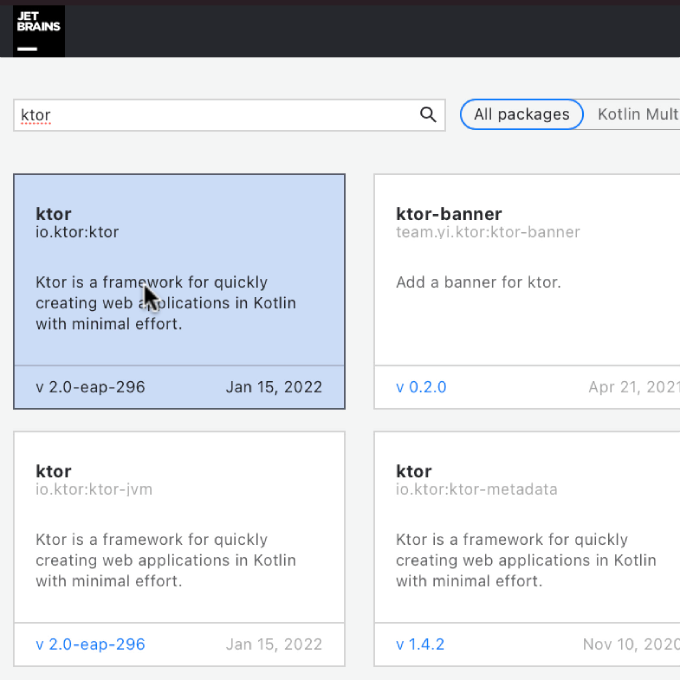 JET
BRAINS
ktor
All packages
Kotlin Mult
ktor
io.ktor:ktor
Ktor is a framework for quickly
creating web applications in Kotlin
with minimal effort.
v 2.0-eap-296
Jan 15, 2022
ktor-banner
team.yi.ktor:ktor-banner
Add a banner for ktor.
v 0.2.0
Apr 21, 2021
ktor
io.ktor:ktor-jvm
Ktor is a framework for quickly
creating web applications in Kotlin
with minimal effort.
v 2.0-eap-296
Jan 15, 2022
ktor
io.ktor:ktor-metadata
Ktor is a framework for quickly
creating web applications in Kotlin
with minimal effort.
v 1.4.2
Nov 10, 2020